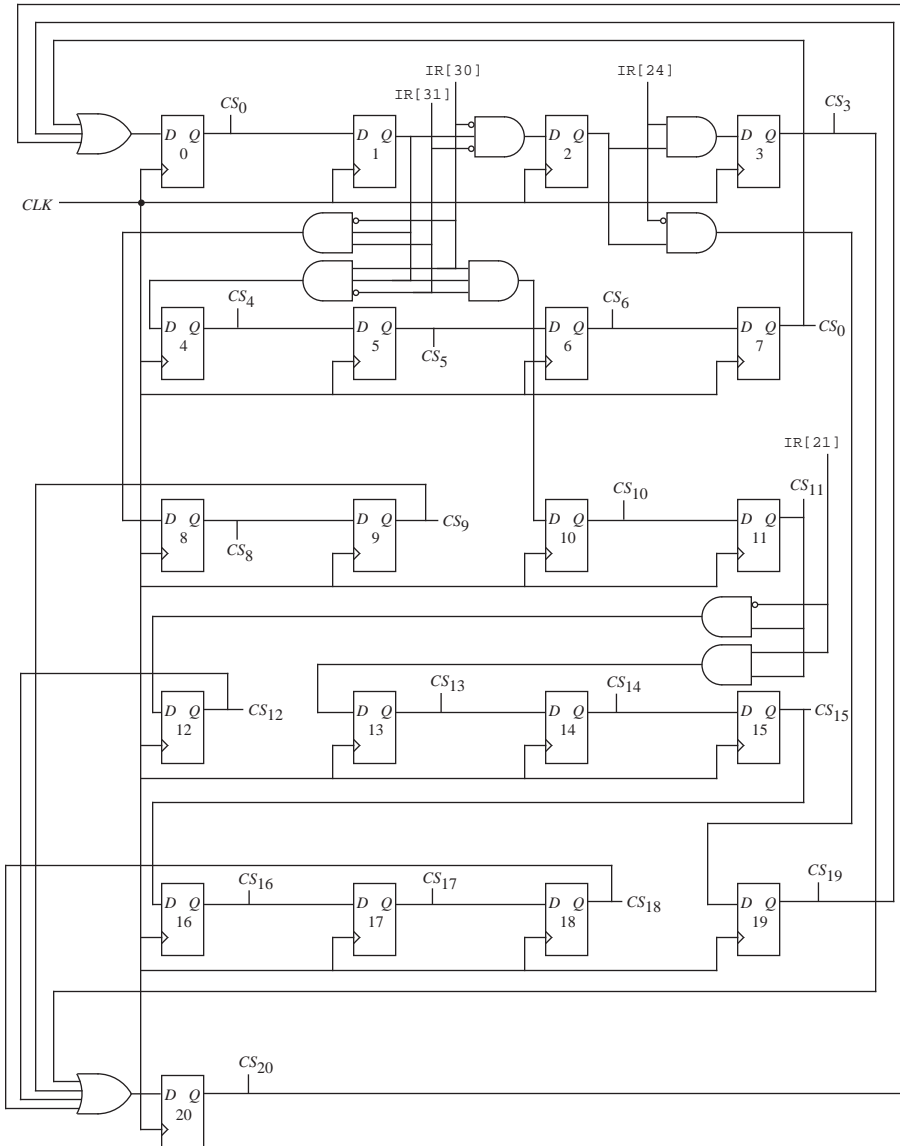 IR[30]
IR[24]
IR[31]
CS0
CS3
D Q
0
D Q
1
D Q
2
D Q
3
CLK
CS4
CS6
D Q
4
D Q
5
D Q
6
D Q
7
CS5
CS0
IR[21]
CS10
CS11
D Q
8
D Q
9
CS9
D Q
10
D Q
11
CS8
CS13
CS14
D Q
12
CS12
D Q
13
D Q
14
D Q
15
CS15
CS16
CS17
CS19
D Q
16
D Q
17
D Q
18
CS18
D Q
19
CS20
D Q
20